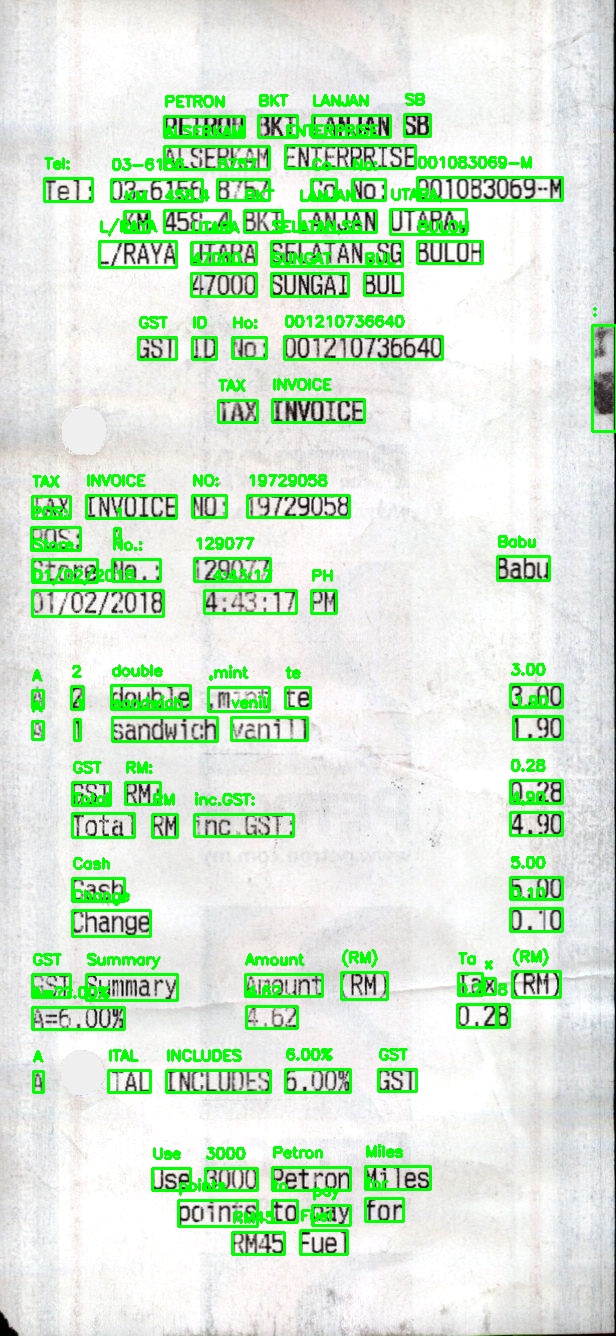 PETRON BKT LANJAN SB
ALSERKAM ENTERPRISE
Tel: 03-6156 8757 Co No: 001083069-M
KM 458.4 BKT LANJAN UTARA,
L/RAYA UTARA SELATAN,SG BULOH
47000 SUNGAI BUL
GST ID No: 001210736640
TAX INVOICE
TAX INVOICE NO: 19729058
POS:
Store No.: 129077 Babu
01/02/2018 4:43:17 PM
A 2 double ,mint te 3.00
A 1 sandwich vanill 1.90
GST RM: 0.28
Total RM inc.GST: 4.90
Cash 5.00
Change 0.10
GST Summary Amount (RM) Tax (RM)
A=6.00% 4.62 0.28
A TAL INCLUDES 6.00% GST
Use 3000 Petron Miles
points to pay for
RM45 Fuel